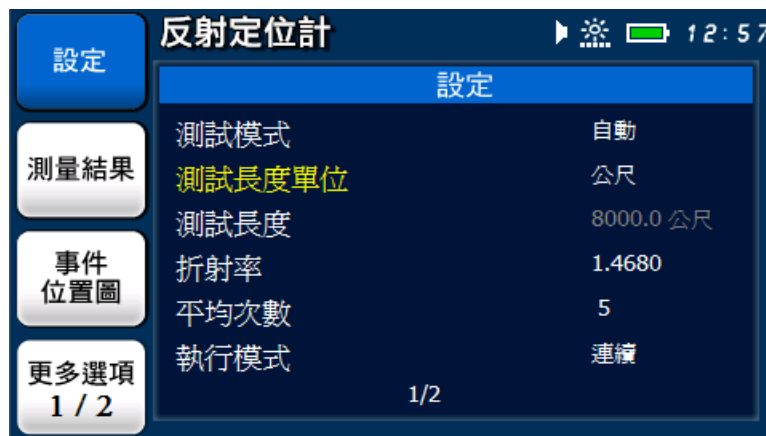 反射定位計 12:57
設定
測量結果
事件
位置圖
更多選項
1 / 2
設定
測試模式 自動
測試長度單位 公尺
測試長度 8000.0 公尺
折射率 1.4680
平均次數 5
執行模式 連續
1/2